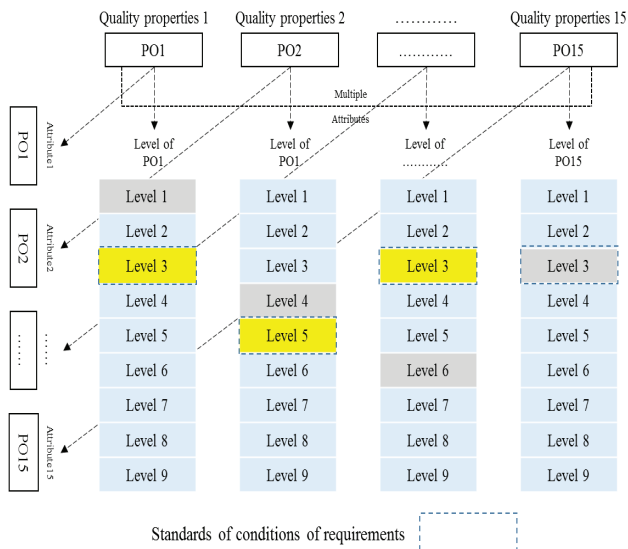 Quality properties 1
Quality properties 2
…………
Quality properties 15
PO1
PO2
…………
PO15
Multiple
Attributes
PO1
Attribute1
PO2
Attribute2
……
……
PO15
Attribute15
Level of
PO1
Level of
PO1
Level of
…………
Level of
PO15
Level 1
Level 1
Level 1
Level 1
Level 2
Level 2
Level 2
Level 2
Level 3
Level 3
Level 3
Level 3
Level 4
Level 4
Level 4
Level 4
Level 5
Level 5
Level 5
Level 5
Level 6
Level 6
Level 6
Level 6
Level 7
Level 7
Level 7
Level 7
Level 8
Level 8
Level 8
Level 8
Level 9
Level 9
Level 9
Level 9
Standards of conditions of requirements